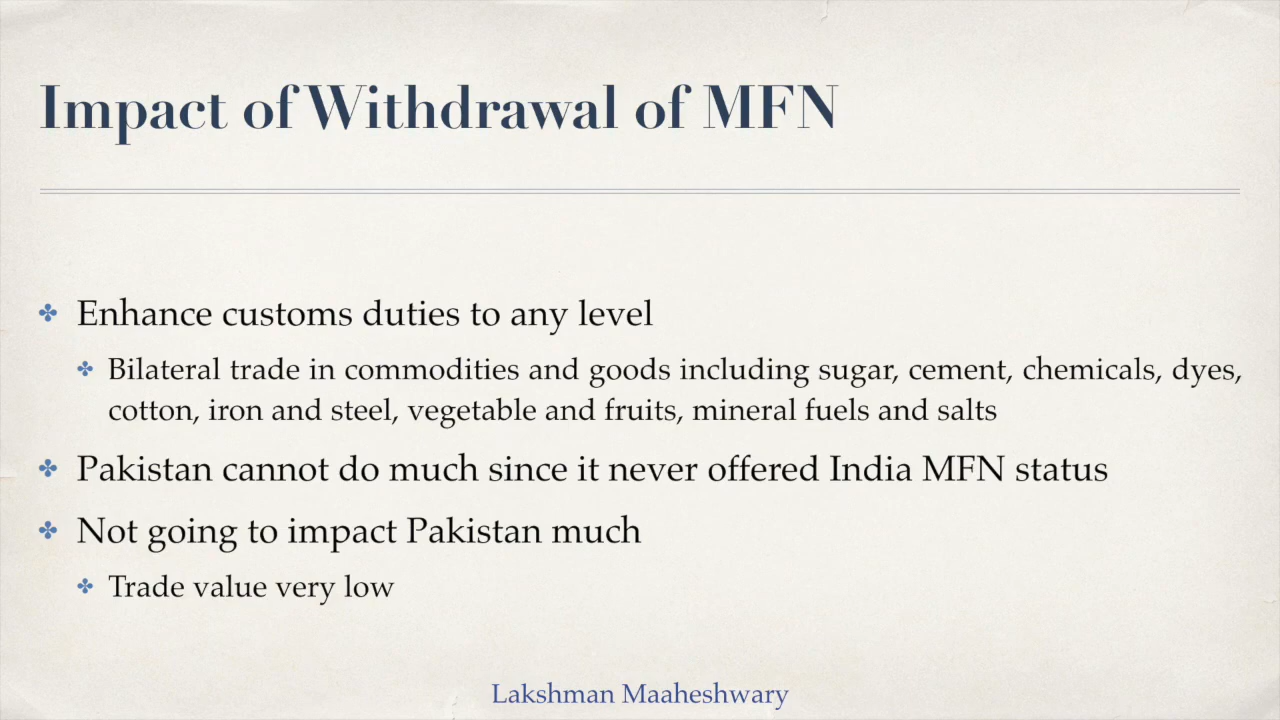 Impact of Withdrawal of MFN
Enhance customs duties to any level
Bilateral trade in commodities and goods including sugar, cement, chemicals, dyes,
cotton, iron and steel, vegetable and fruits, mineral fuels and salts
Pakistan cannot do much since it never offered India MFN status
Not going to impact Pakistan much
Trade value very low
Lakshman Maaheshwary